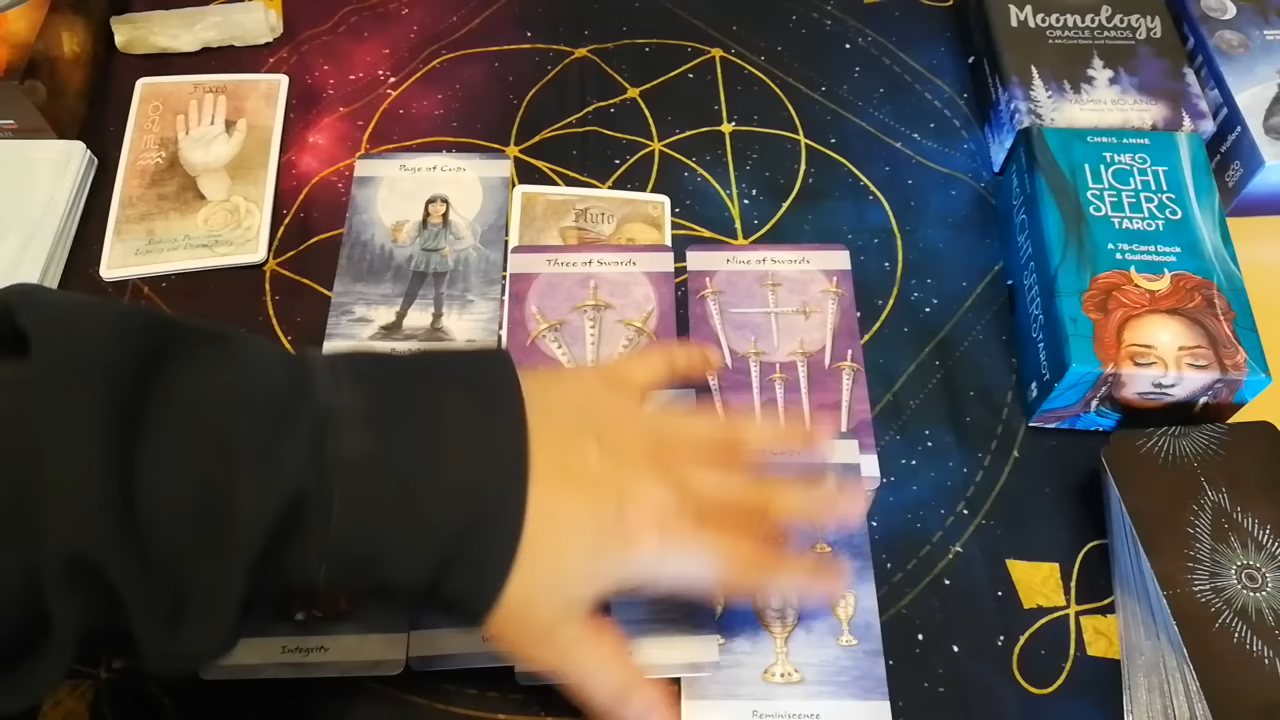 Fixed
Page of Cups
Pluto
Three of Swords
Nine of Swords
Integrity
Reminiscence
Moonology
ORACLE CARDS
A 44-Card Deck and Guidebook
YASMIN BOLAND
CHRIS-ANNE
THE
LIGHT
SEER'S
TAROT
A 78-Card Deck
& Guidebook
LIGHT SEER'S TAROT